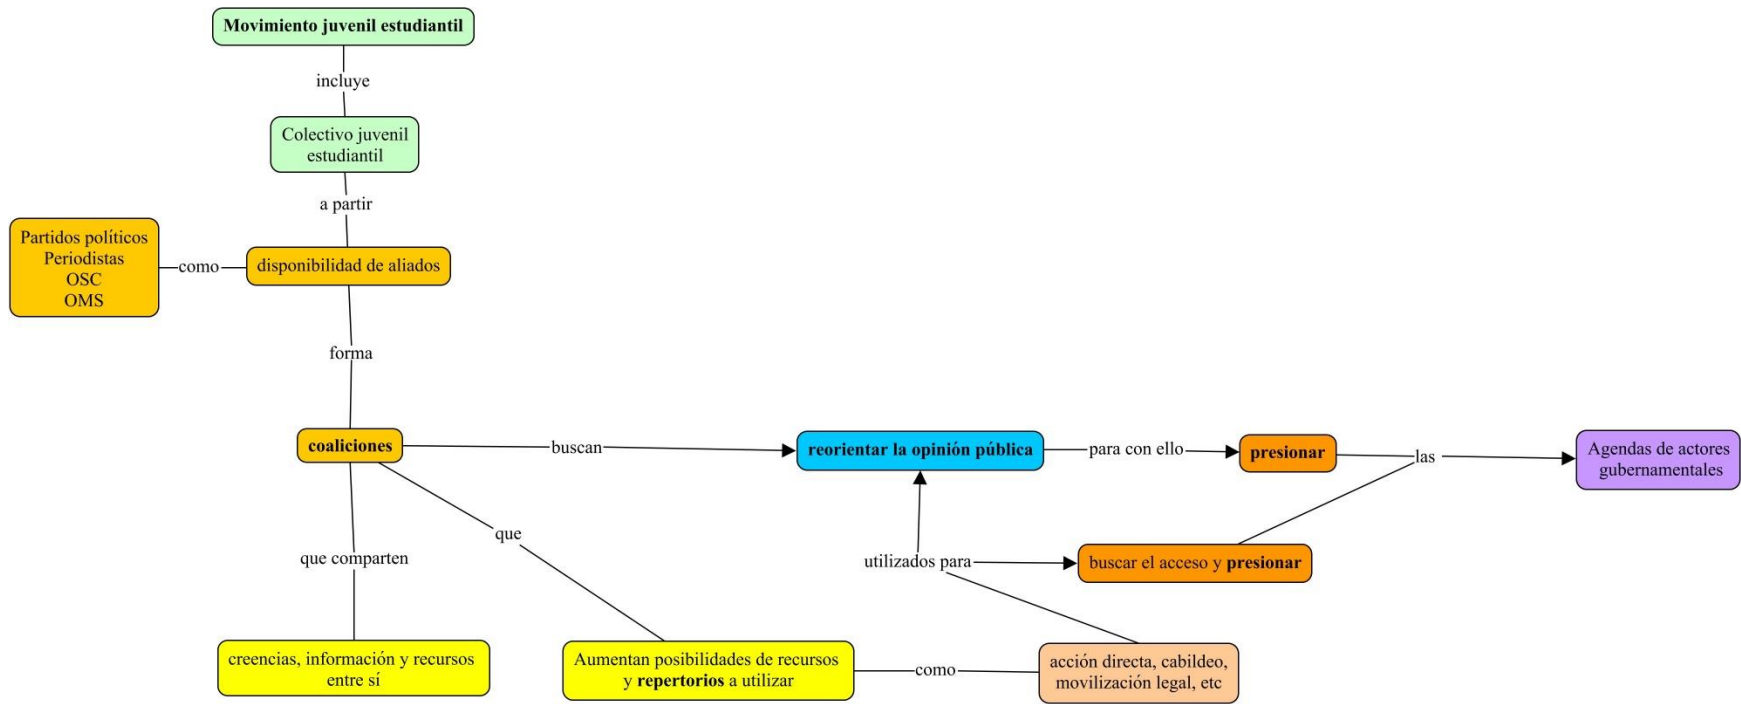 Movimiento juvenil estudiantil
incluye
Colectivo juvenil
estudiantil
a partir
Partidos políticos
Periodistas
OSC
OMS
como
disponibilidad de aliados
forma
coaliciones
buscan
reorientar la opinión pública
para con ello
presionar
las
Agendas de actores
gubernamentales
que comparten
que
utilizados para
buscar el acceso y presionar
creencias, información y recursos
entre sí
Aumentan posibilidades de recursos
y repertorios a utilizar
como
acción directa, cabildeo,
movilización legal, etc